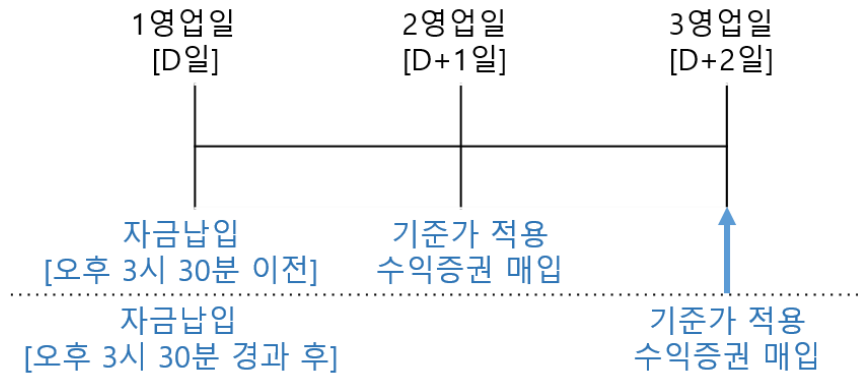 1영업일
[D일]
2영업일
[D+1일]
3영업일
[D+2일]
자금납입
[오후 3시 30분 이전]
기준가 적용
수익증권 매입
자금납입
[오후 3시 30분 경과 후]
기준가 적용
수익증권 매입